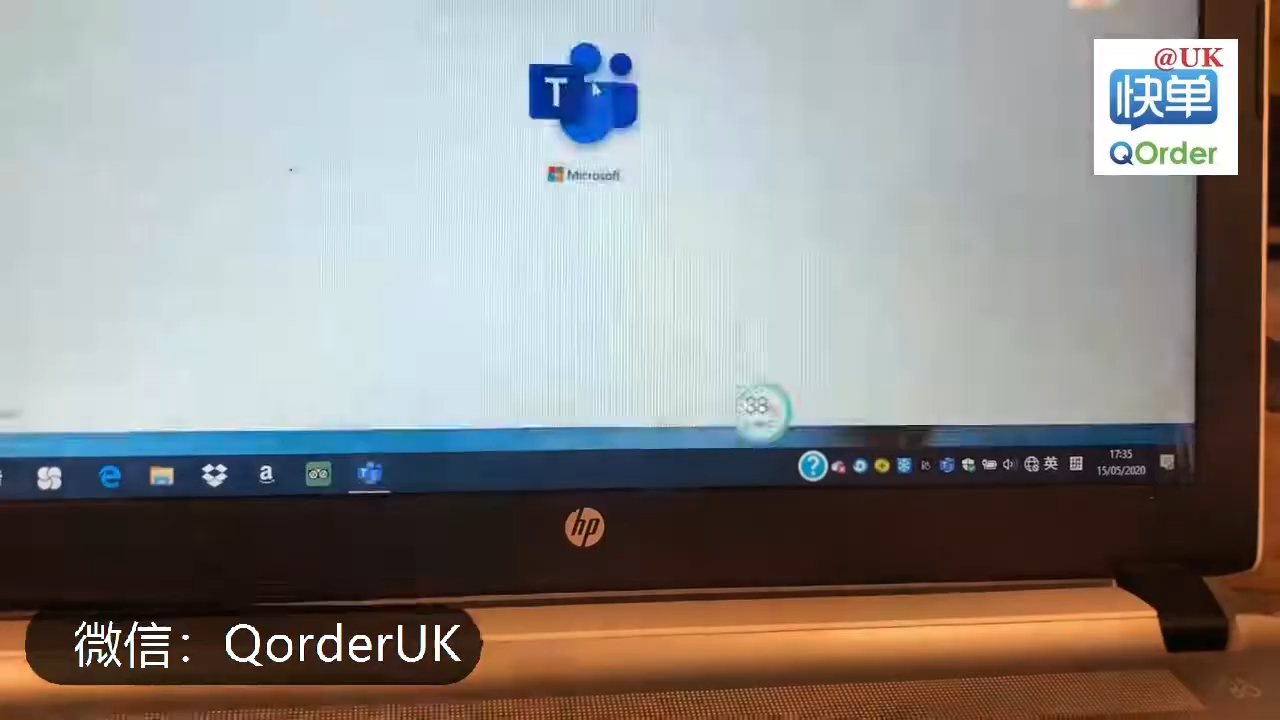 @UK
快单
QOrder
T
Microsoft
38
a
?
英
17:35
15/05/2020
hp
微信：QorderUK